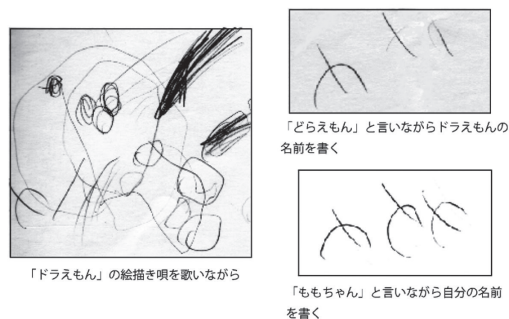 「ドラえもん」の絵描き唄を歌いながら
「どらえもん」と言いながらドラえもんの
名前を書く
「ももちゃん」と言いながら自分の名前
を書く